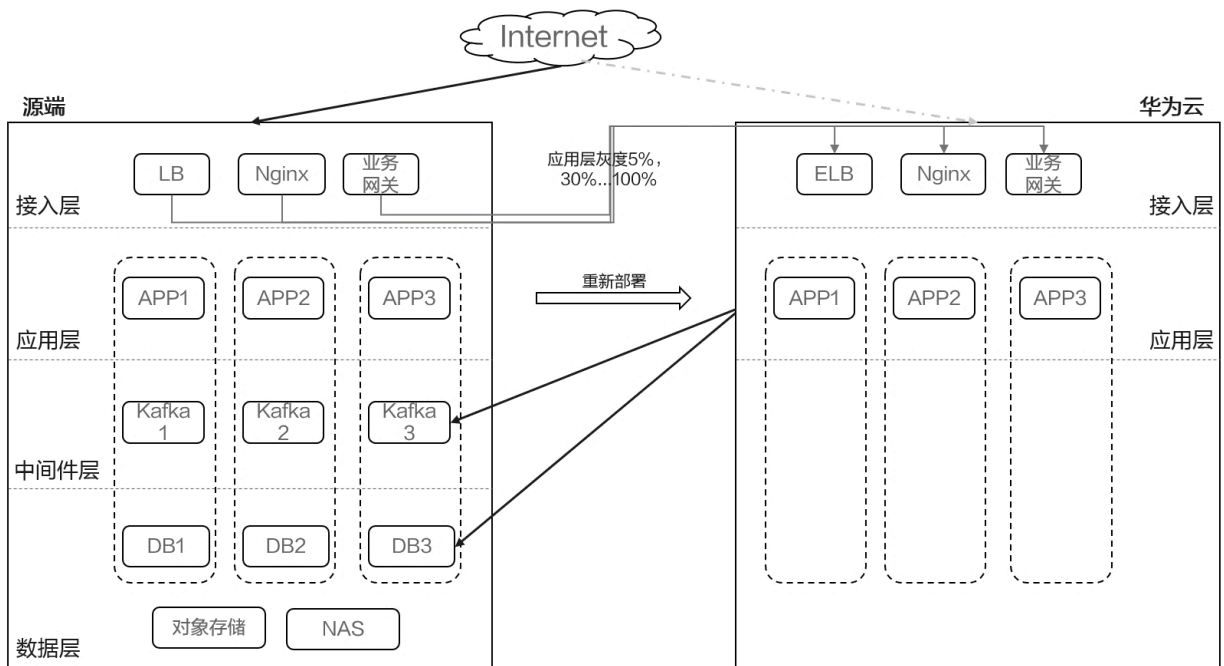 Internet
源端
华为云
LB
Nginx
业务
网关
应用层灰度5%，
30%...100%
ELB
Nginx
业务
网关
接入层
接入层
APP1
APP2
APP3
重新部署
APP1
APP2
APP3
应用层
应用层
Kafka
1
Kafka
2
Kafka
3
中间件层
DB1
DB2
DB3
对象存储
NAS
数据层